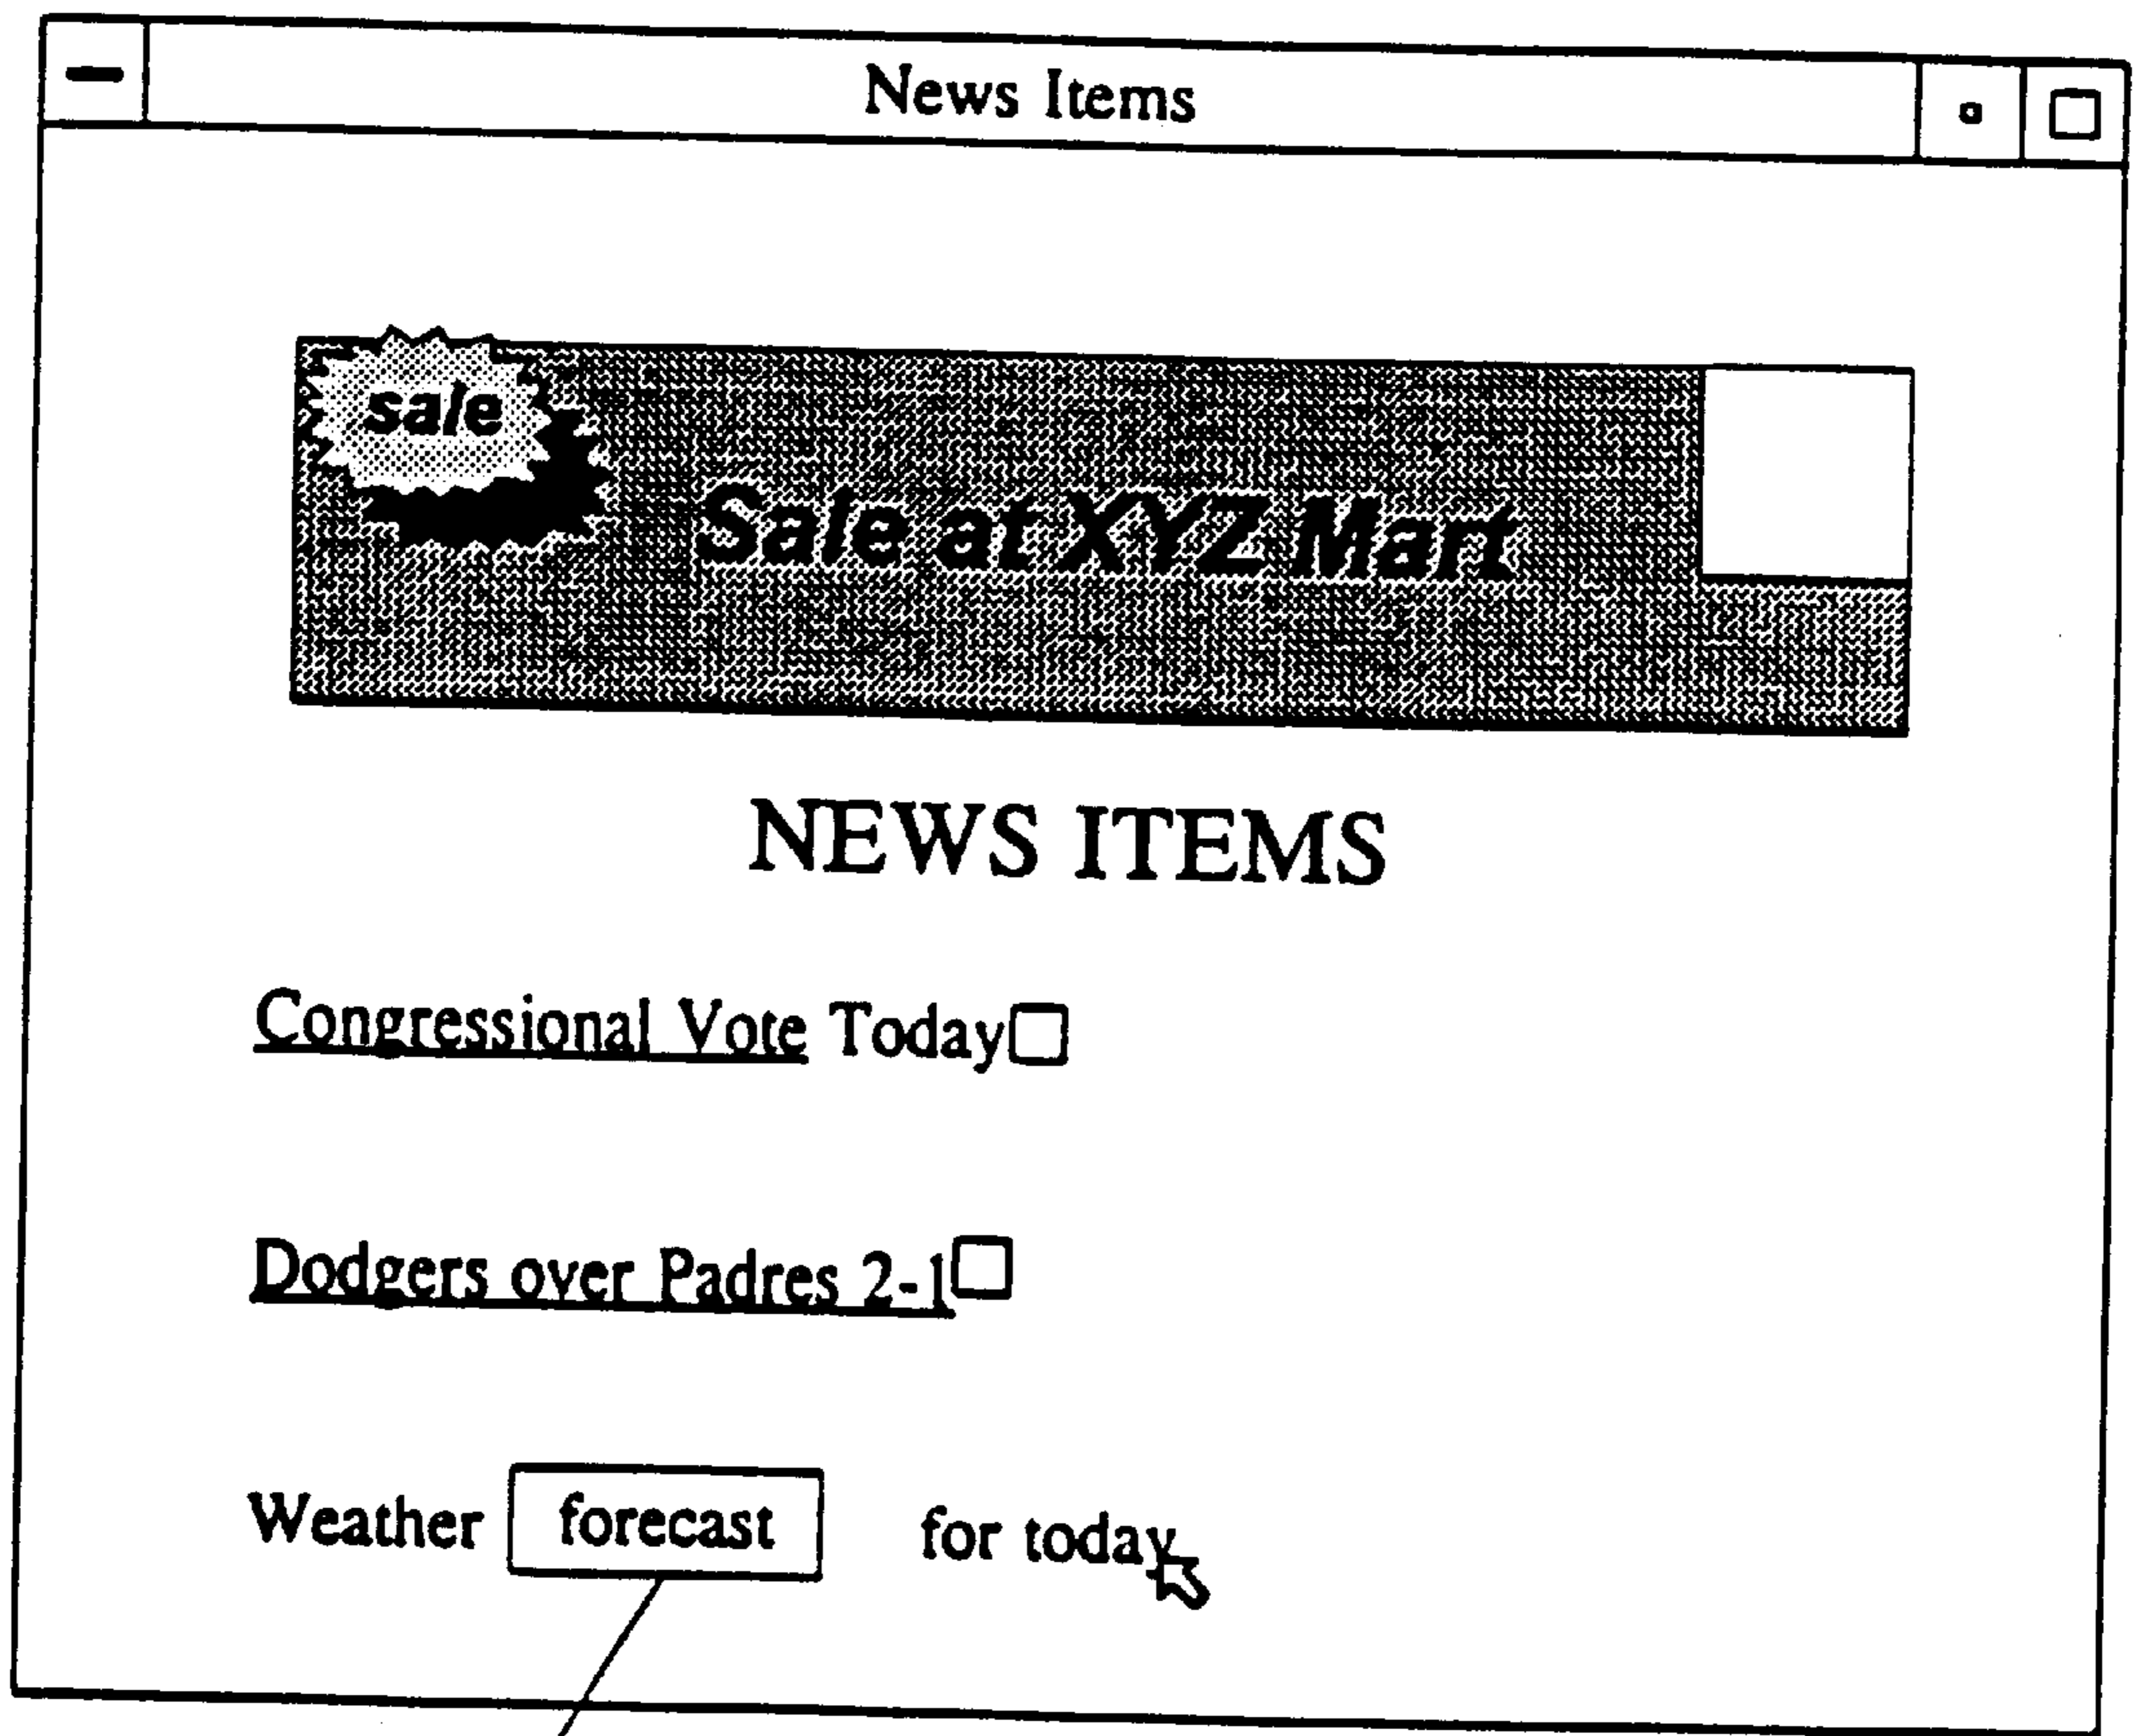 News Items
sale
Sale at XYZ Mart
NEWS ITEMS
Congressional Vote Today
Dodgers over Padres 2-1
Weather forecast for today